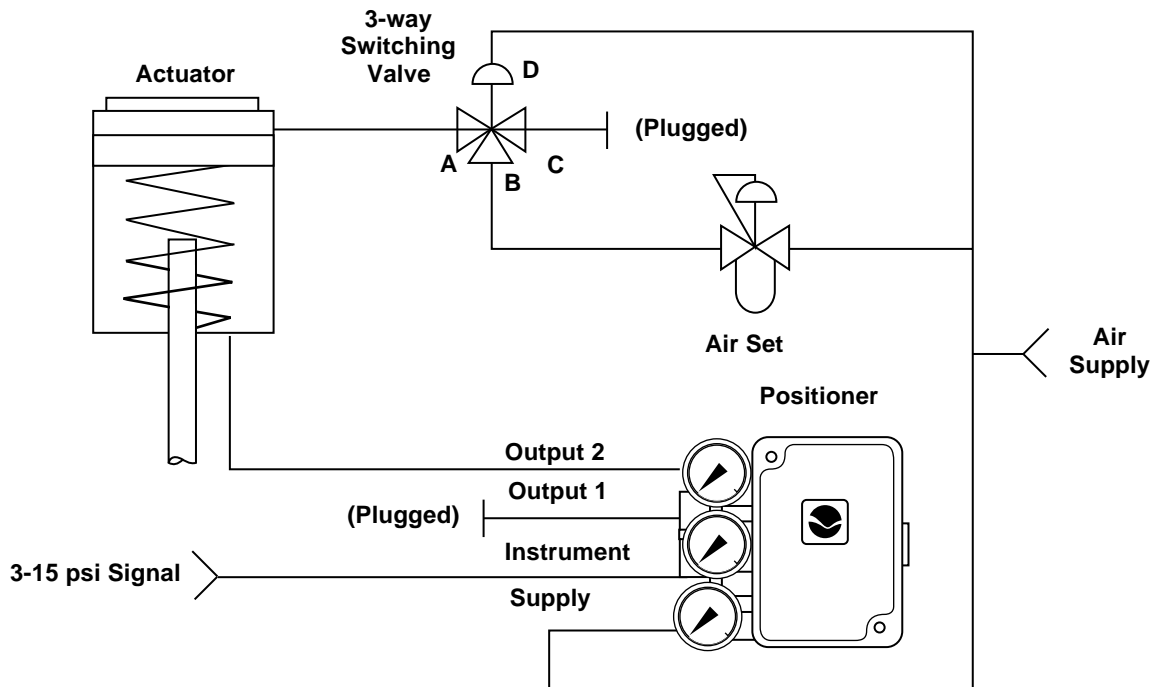 3-way
Switching
Valve
Actuator
D
(Plugged)
A
C
B
Air Set
Air
Supply
Positioner
Output 2
Output 1
(Plugged)
Instrument
3-15 psi Signal
Supply